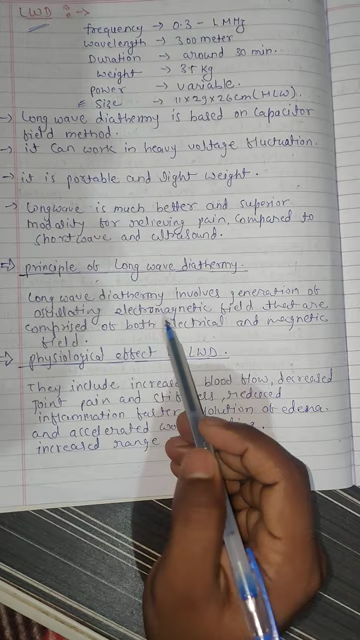 LWD :->
frequency -> 0.3 - 1 MHz
wavelength -> 300 meter
Duration -> around 30 min.
weight -> 35 kg
power -> variable.
Size -> 11x29x26cm (HLW).
-> Long wave diathermy is based on capacitor
field method.
-> it can work in heavy voltage fluctuation.
-> it is portable and light weight.
-> Longwave is much better and superior
modality for relieving pain, compared to
shortwave and ultrasound.
principle of Long wave diathermy.
Long wave diathermy involves generation of
oscillating electromagnetic field that are
comprised of both electrical and magnetic
field.
physiological effect LWD.
They include increase blood flow, decreased
joint pain and reduced
inflammation faster of edema.
and accelerated
increased range